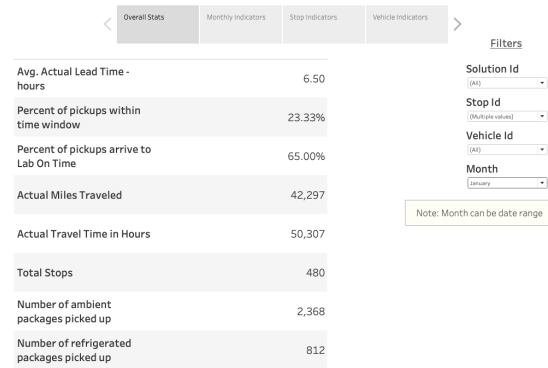 Overall Stats
Monthly Indicators
Stop Indicators
Vehicle Indicators
Filters
Avg. Actual Lead Time -
hours
6.50
Percent of pickups within
time window
23.33%
Percent of pickups arrive to
Lab On Time
65.00%
Actual Miles Traveled
42,297
Actual Travel Time in Hours
50,307
Total Stops
480
Number of ambient
packages picked up
2,368
Number of refrigerated
packages picked up
812
Solution Id
(All)
Stop Id
(Multiple values)
Vehicle Id
(All)
Month
January
Note: Month can be date range